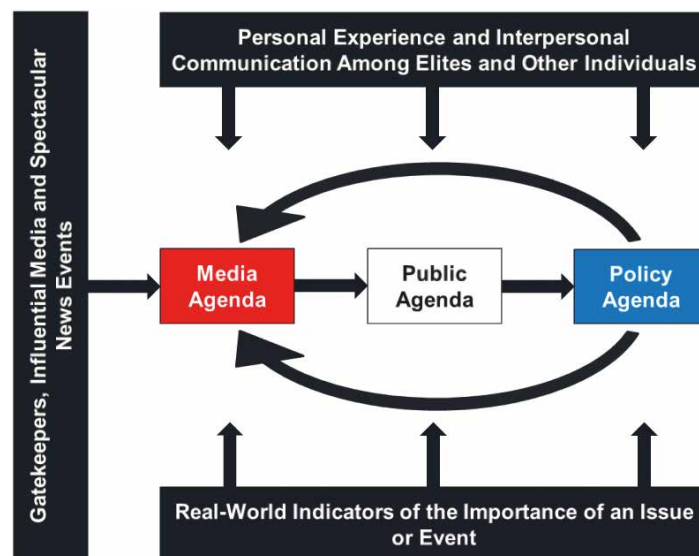 Personal Experience and Interpersonal
Communication Among Elites and Other Individuals
Gatekeepers, Influential Media and Spectacular
News Events
Media
Agenda
Public
Agenda
Policy
Agenda
Real-World Indicators of the Importance of an Issue
or Event